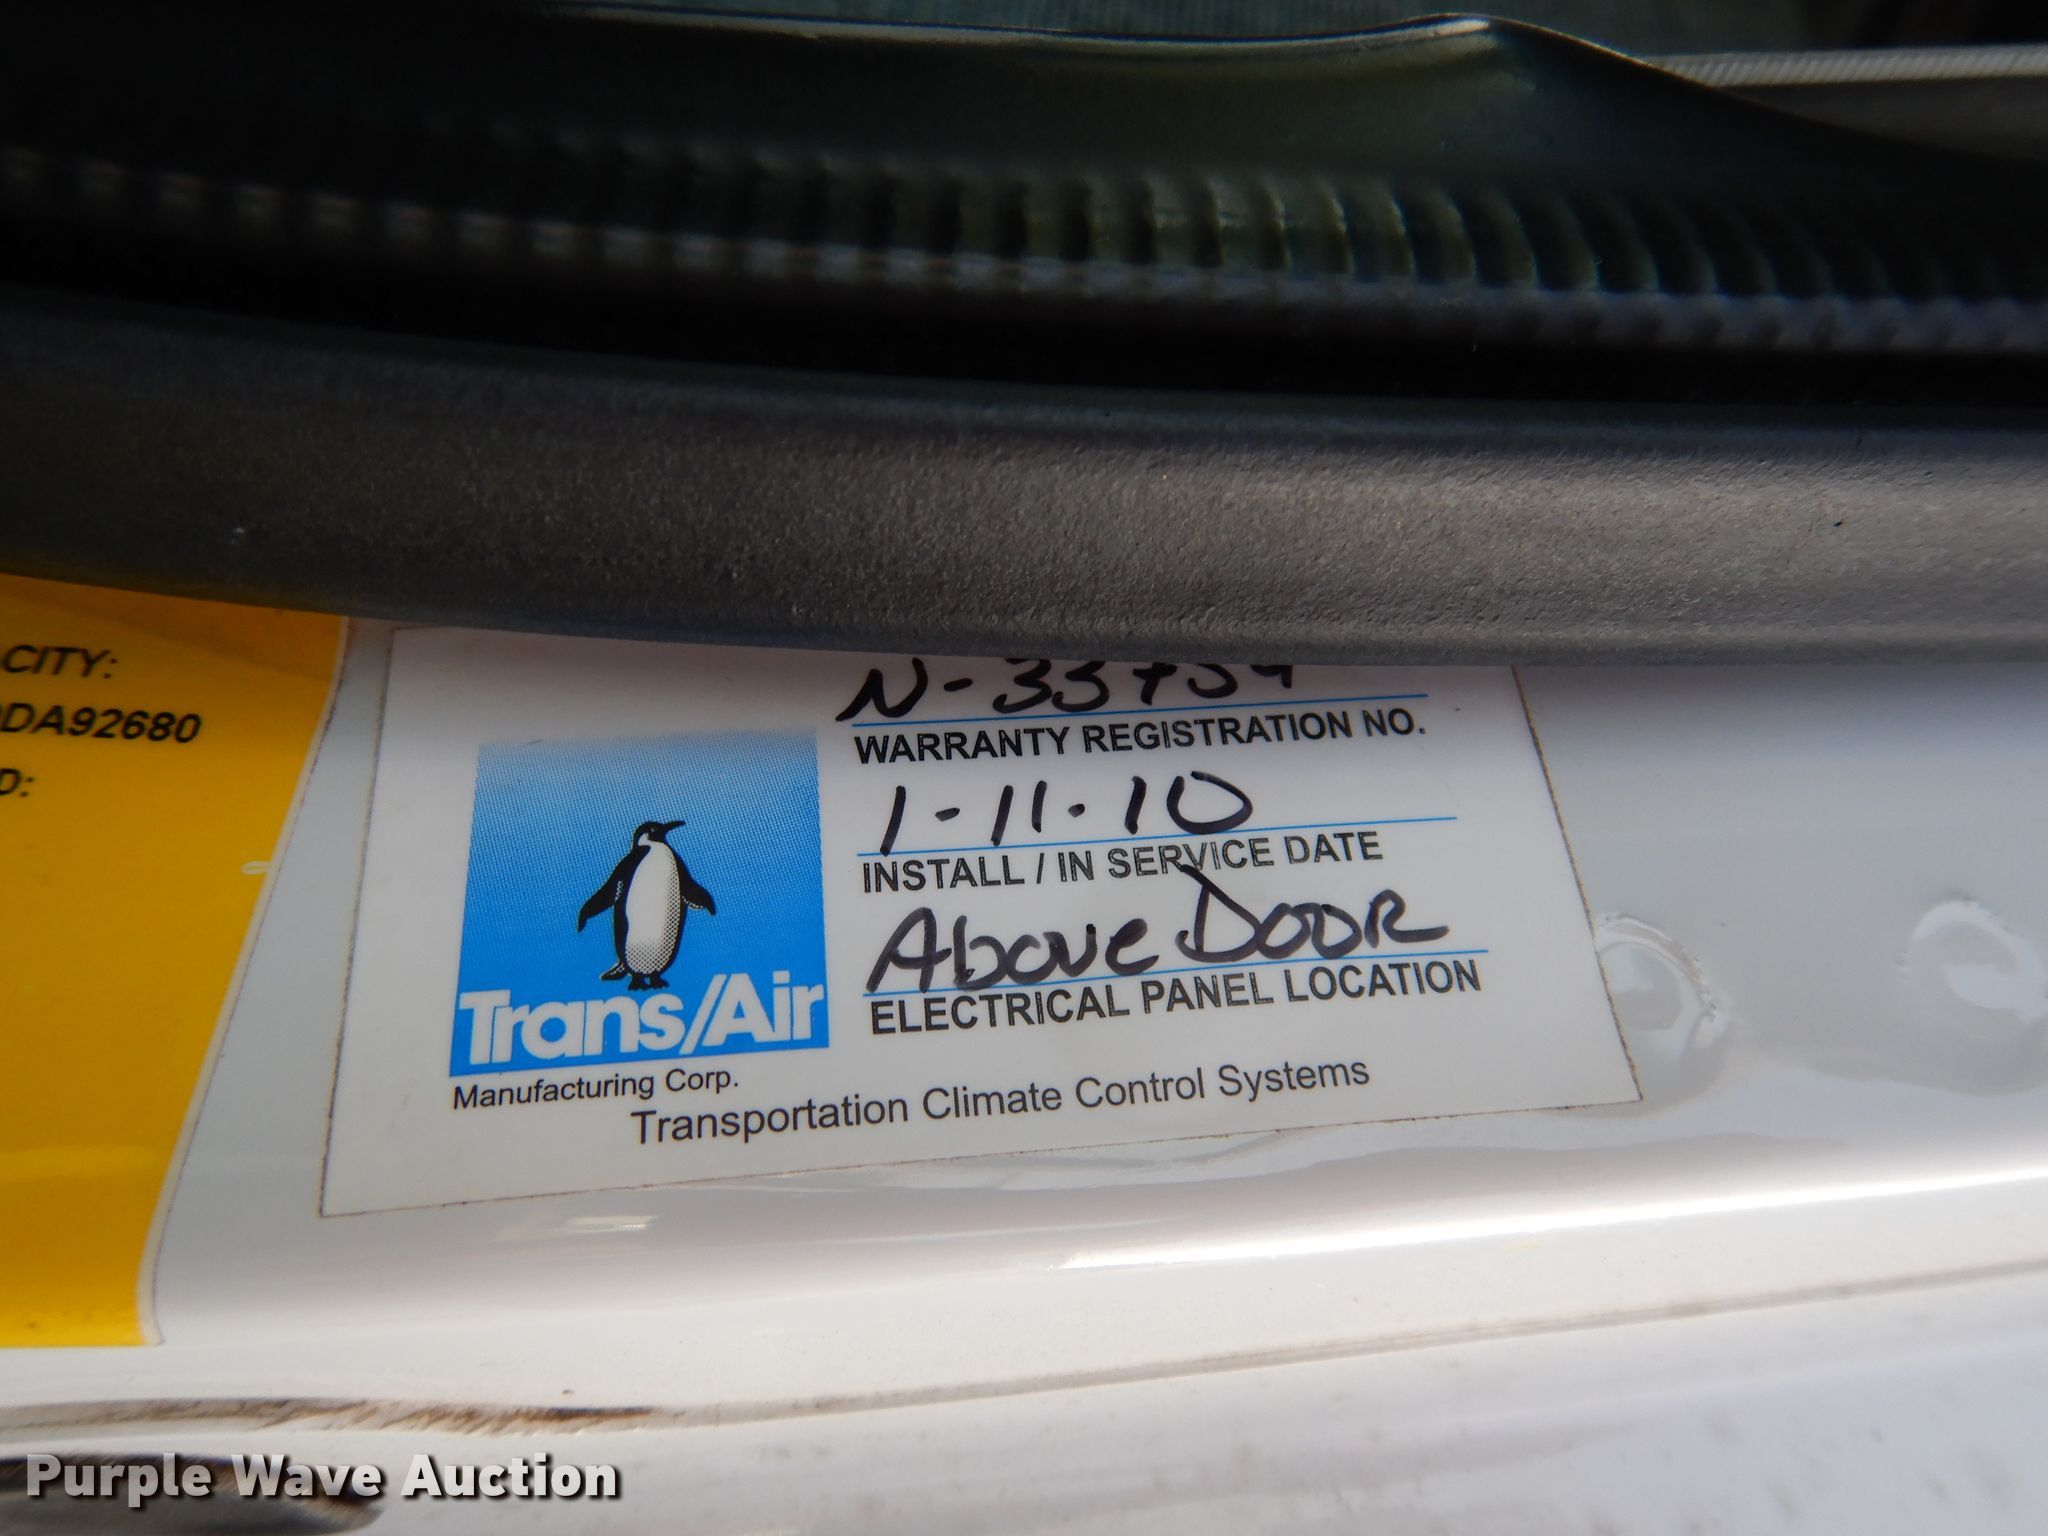 CITY:
DA92680
D:
WARRANTY REGISTRATION NO.
1-11-10
INSTALL / IN SERVICE DATE
Above Door
ELECTRICAL PANEL LOCATION
Trans/Air
Manufacturing Corp.
Transportation Climate Control Systems
Purple Wave Auction